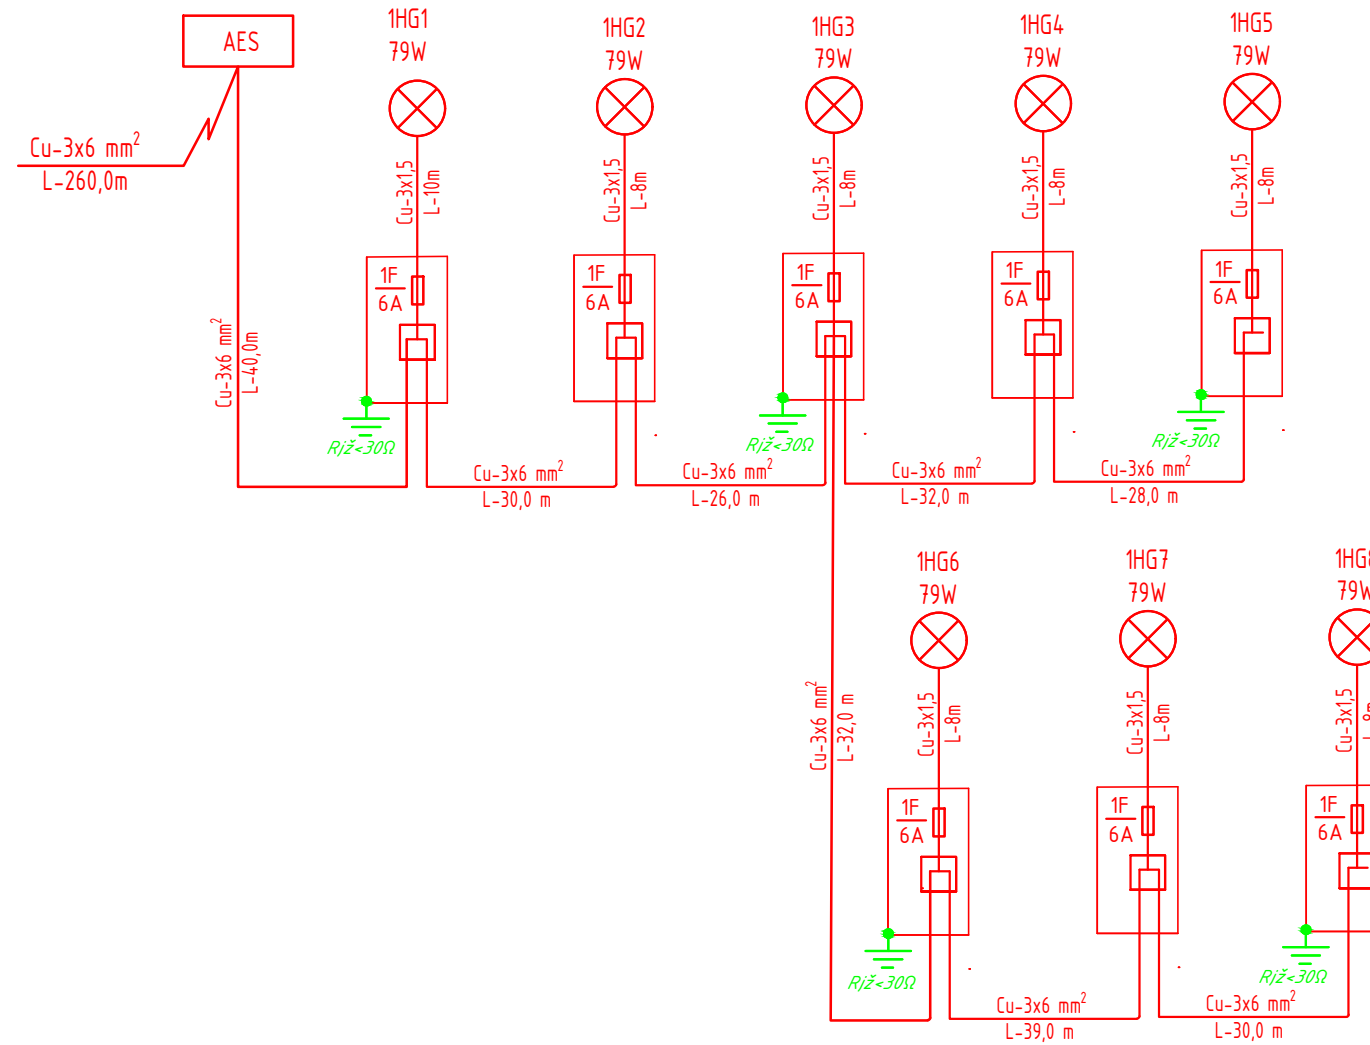 AES
Cu-3x6 mm²
L-260,0m
Cu-3x6 mm²
L-40,0m
1HG1
79W
Cu-3x1,5
L-10m
1F
6A
Rjž<30Ω
1HG2
79W
Cu-3x1,5
L-8m
1F
6A
1HG3
79W
Cu-3x1,5
L-8m
1F
6A
Rjž<30Ω
1HG4
79W
Cu-3x1,5
L-8m
1F
6A
1HG5
79W
Cu-3x1,5
L-8m
1F
6A
Rjž<30Ω
Cu-3x6 mm²
L-30,0 m
Cu-3x6 mm²
L-26,0 m
Cu-3x6 mm²
L-32,0 m
Cu-3x6 mm²
L-28,0 m
Cu-3x6 mm²
L-32,0 m
1HG6
79W
Cu-3x1,5
L-8m
1F
6A
Rjž<30Ω
1HG7
79W
Cu-3x1,5
L-8m
1F
6A
1HG8
79W
Cu-3x1,5
L-8m
1F
6A
Rjž<30Ω
Cu-3x6 mm²
L-39,0 m
Cu-3x6 mm²
L-30,0 m